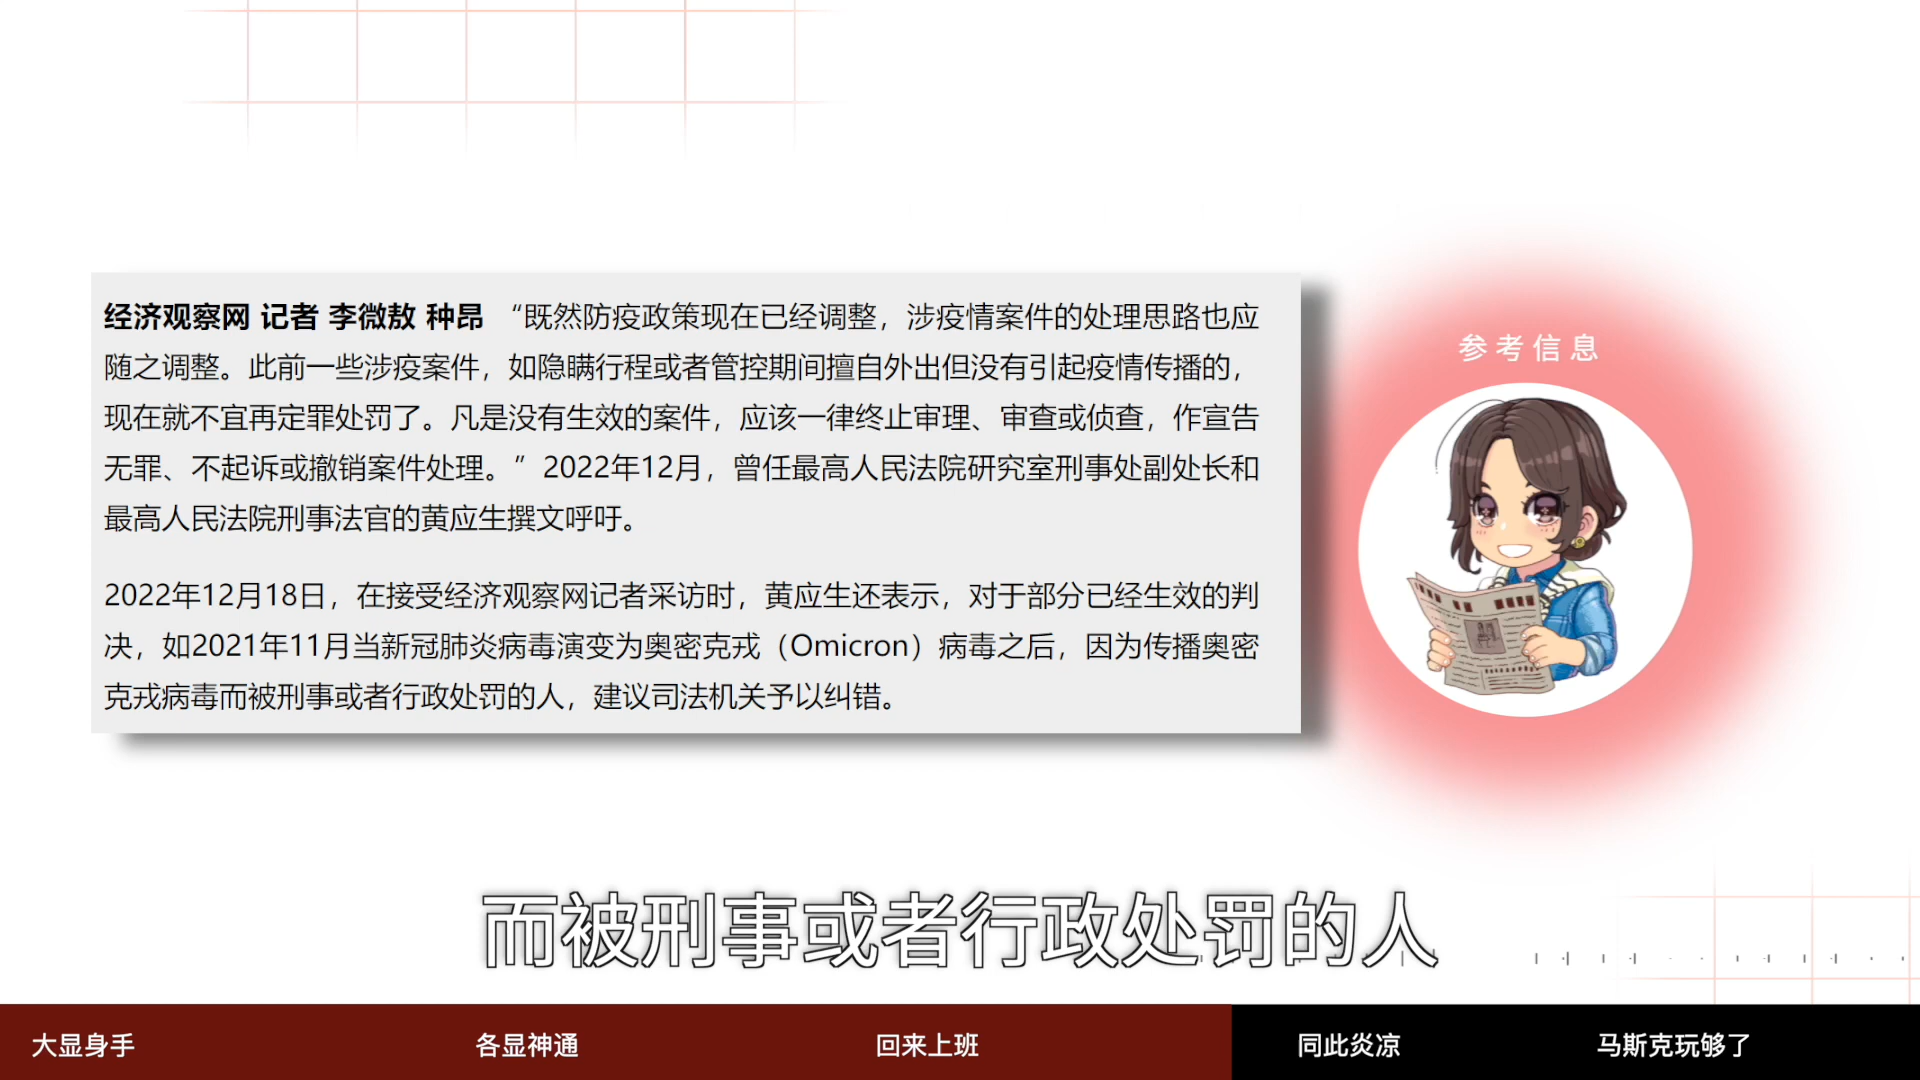 经济观察网 记者 李微敖 种昂 “既然防疫政策现在已经调整，涉疫情案件的处理思路也应
随之调整。此前一些涉疫案件，如隐瞒行程或者管控期间擅自外出但没有引起疫情传播的，
现在就不宜再定罪处罚了。凡是没有生效的案件，应该一律终止审理、审查或侦查，作宣告
无罪、不起诉或撤销案件处理。”2022年12月，曾任最高人民法院研究室刑事处副处长和
最高人民法院刑事法官的黄应生撰文呼吁。
2022年12月18日，在接受经济观察网记者采访时，黄应生还表示，对于部分已经生效的判
决，如2021年11月当新冠肺炎病毒演变为奥密克戎（Omicron）病毒之后，因为传播奥密
克戎病毒而被刑事或者行政处罚的人，建议司法机关予以纠错。
参考信息
而被刑事或者行政处罚的人
大显身手
各显神通
回来上班
同此炎凉
马斯克玩够了